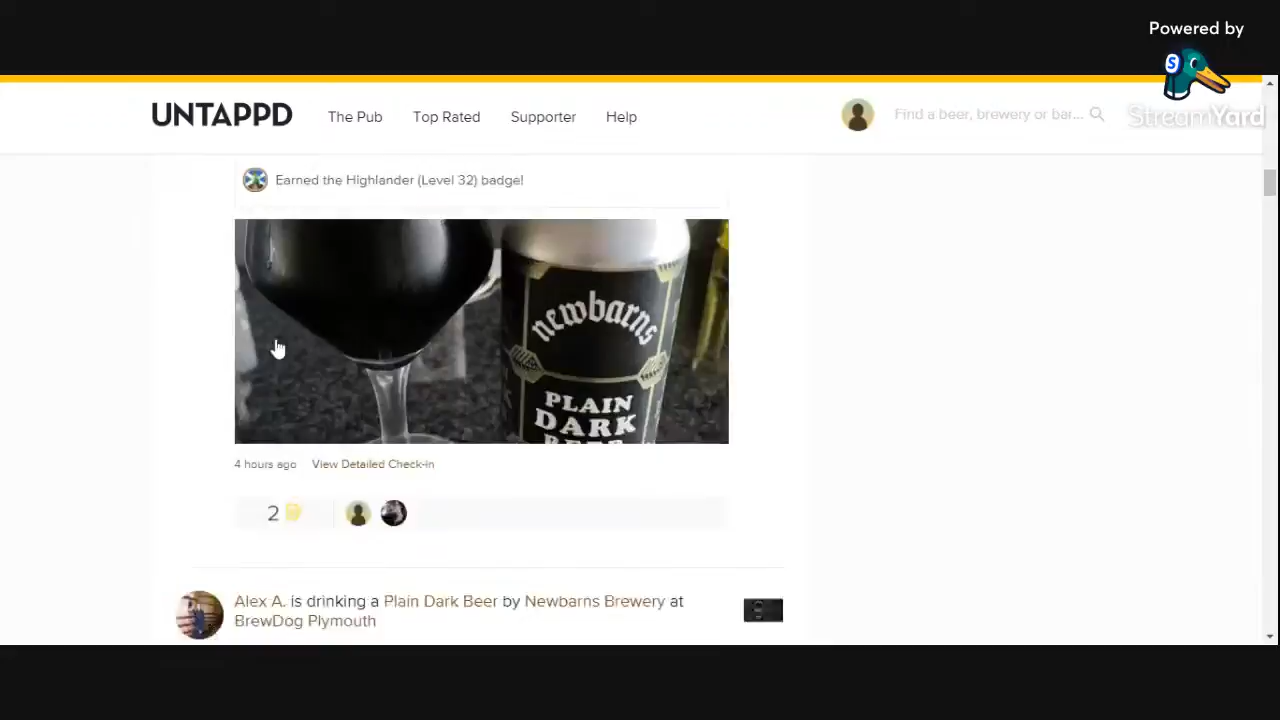 Powered by
StreamYard
UNTAPPD
The Pub
Top Rated
Supporter
Help
Find a beer, brewery or bar...
Earned the Highlander (Level 32) badge!
newbarns
PLAIN
DARK
BEER
4 hours ago
View Detailed Check-in
2
Alex A. is drinking a Plain Dark Beer by Newbarns Brewery at
BrewDog Plymouth